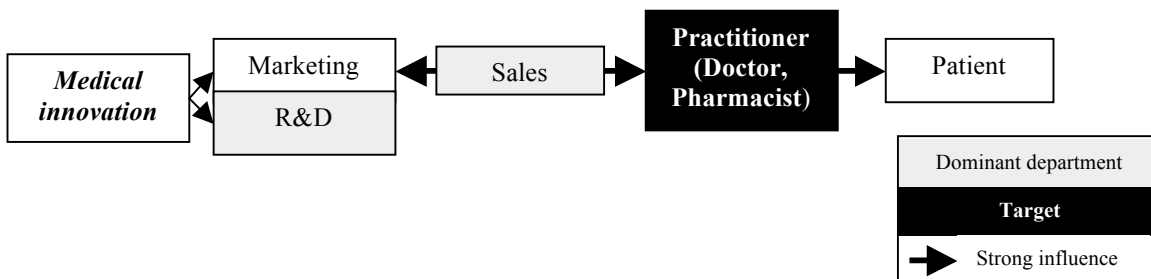 Medical
innovation
Marketing
R&D
Sales
Practitioner
(Doctor,
Pharmacist)
Patient
Dominant department
Target
Strong influence